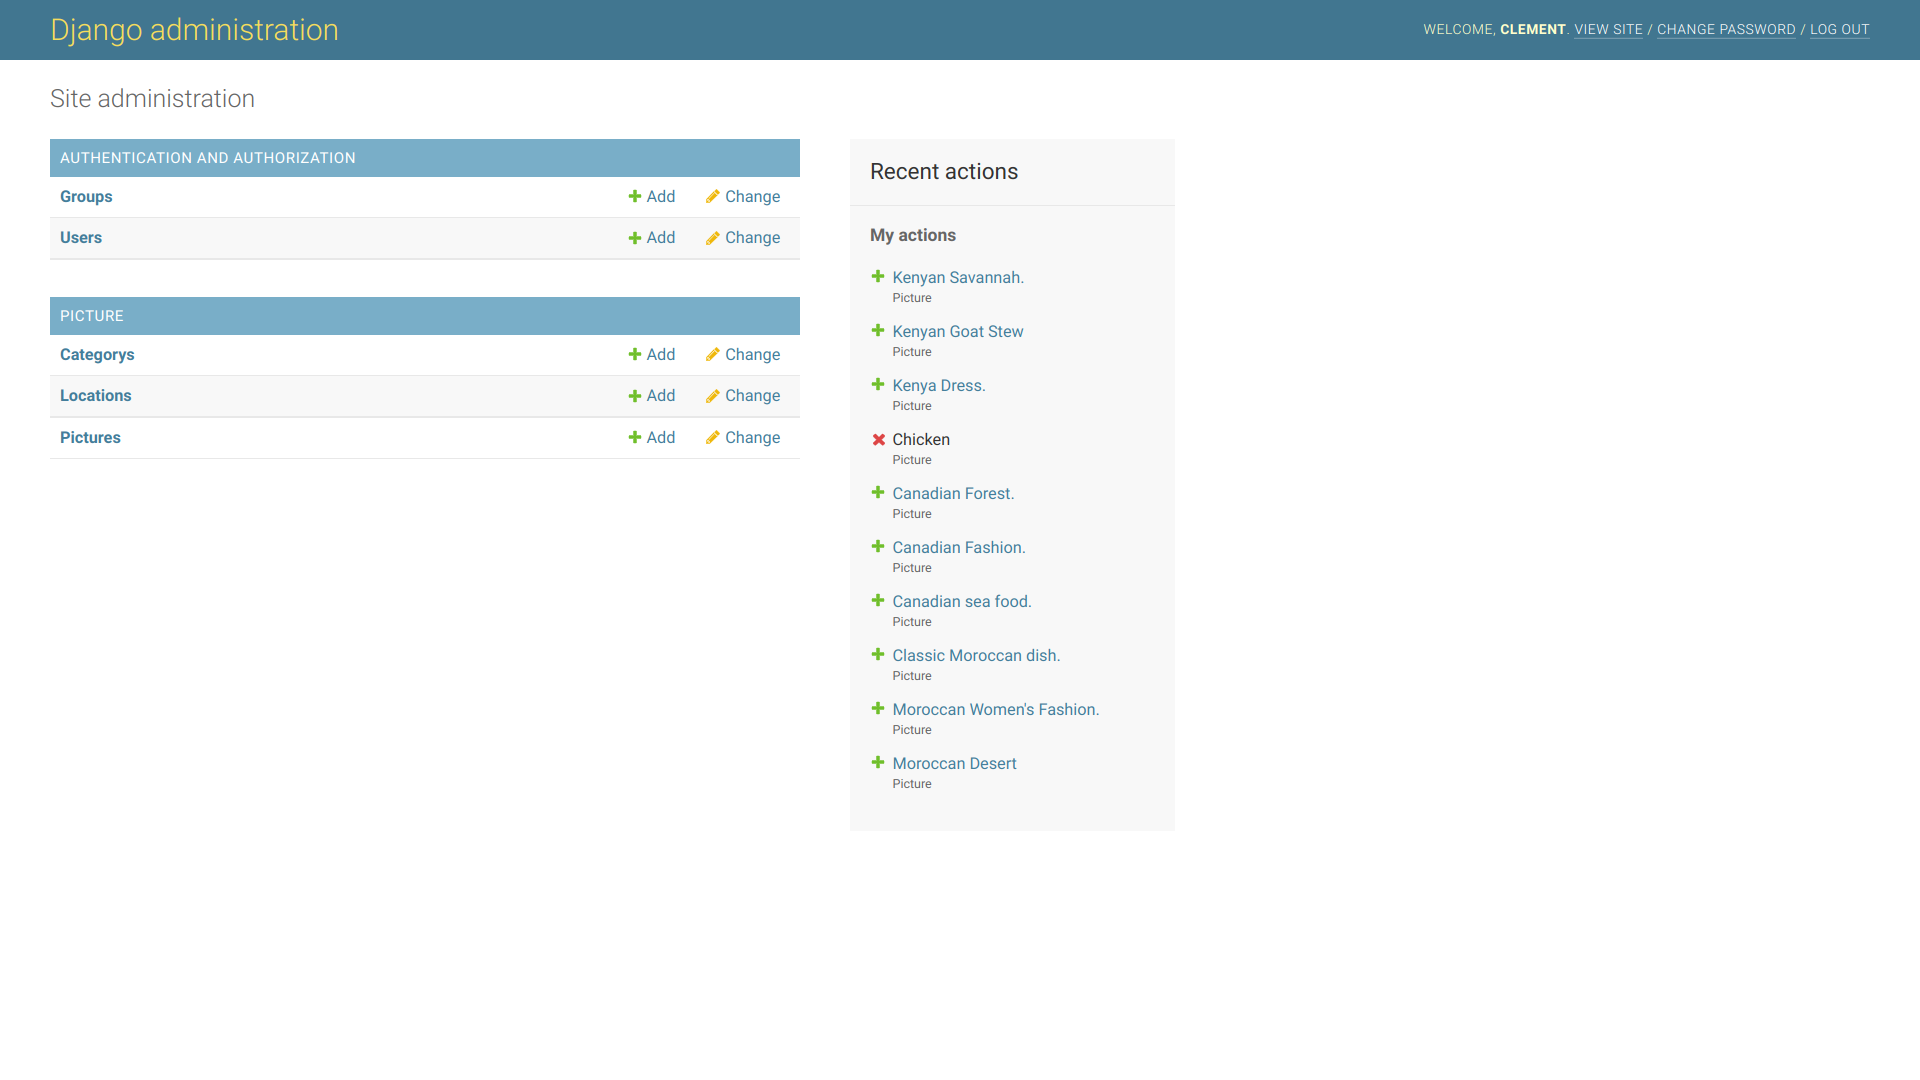 Django administration
WELCOME, CLEMENT. VIEW SITE / CHANGE PASSWORD / LOG OUT
Site administration
AUTHENTICATION AND AUTHORIZATION
Groups Add Change
Users Add Change
PICTURE
Categorys Add Change
Locations Add Change
Pictures Add Change
Recent actions
My actions
Kenyan Savannah.
Picture
Kenyan Goat Stew
Picture
Kenya Dress.
Picture
Chicken
Picture
Canadian Forest.
Picture
Canadian Fashion.
Picture
Canadian sea food.
Picture
Classic Moroccan dish.
Picture
Moroccan Women's Fashion.
Picture
Moroccan Desert
Picture